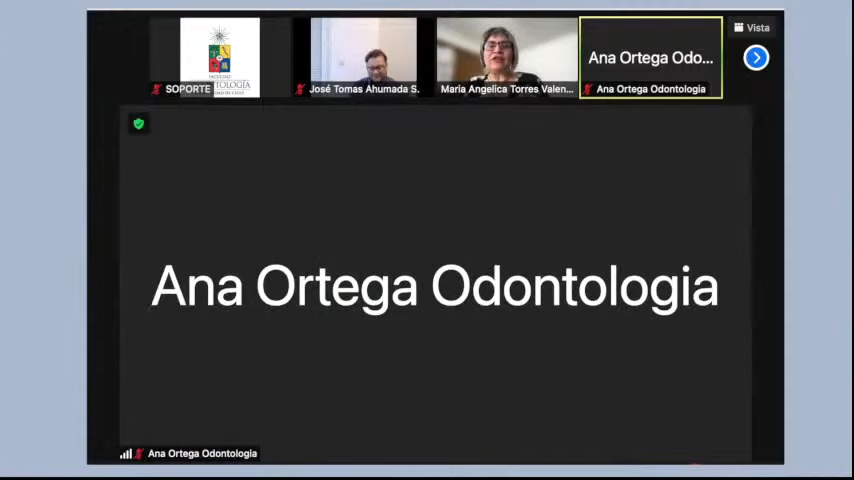 Vista
Ana Ortega Odo...
SOPORTE
José Tomas Ahumada S.
Maria Angelica Torres Valen...
Ana Ortega Odontologia
FACULTAD
Ana Ortega Odontologia
Ana Ortega Odontologia